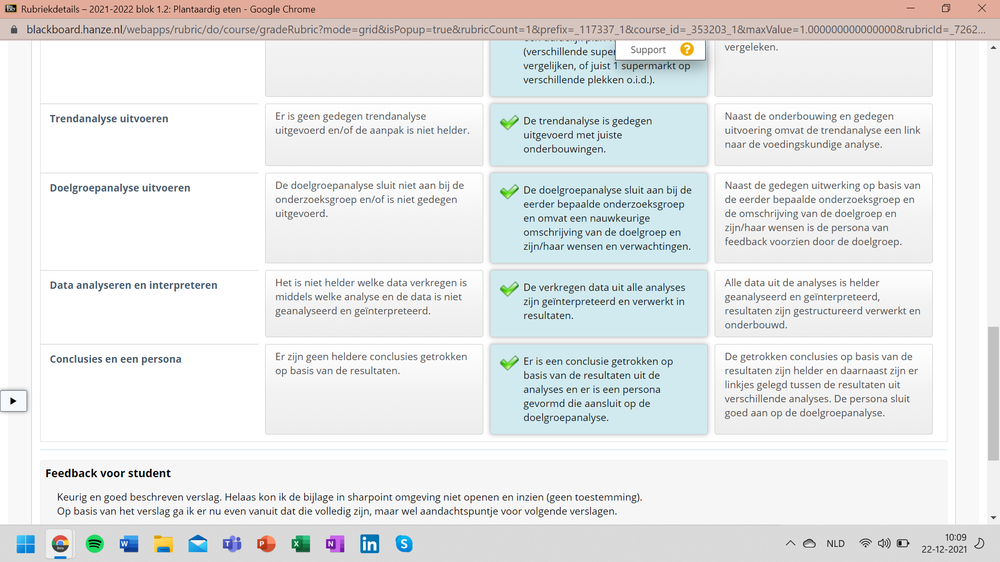 Rubriekdetails – 2021-2022 blok 1.2: Plantaardig eten - Google Chrome
blackboard.hanze.nl/webapps/rubric/do/course/gradeRubric?mode=grid&isPopup=true&rubricCount=1&prefix=_117337_1&course_id=_353203_1&maxValue=1.000000000000000&rubricId=_7262...
(verschillende super
vergelijken, of juist 1 supermarkt op
verschillende plekken o.i.d.).
Support ?
vergeleken.
Trendanalyse uitvoeren
Er is geen gedegen trendanalyse
uitgevoerd en/of de aanpak is niet helder.
De trendanalyse is gedegen
uitgevoerd met juiste
onderbouwingen.
Naast de onderbouwing en gedegen
uitvoering omvat de trendanalyse een link
naar de voedingskundige analyse.
Doelgroepanalyse uitvoeren
De doelgroepanalyse sluit niet aan bij de
onderzoeksgroep en/of is niet gedegen
uitgevoerd.
De doelgroepanalyse sluit aan bij de
eerder bepaalde onderzoeksgroep
en omvat een nauwkeurige
omschrijving van de doelgroep en
zijn/haar wensen en verwachtingen.
Naast de gedegen uitwerking op basis van
de eerder bepaalde onderzoeksgroep en
de omschrijving van de doelgroep en
zijn/haar wensen is de persona van
feedback voorzien door de doelgroep.
Data analyseren en interpreteren
Het is niet helder welke data verkregen is
middels welke analyse en de data is niet
geanalyseerd en geïnterpreteerd.
De verkregen data uit alle analyses
zijn geïnterpreteerd en verwerkt in
resultaten.
Alle data uit de analyses is helder
geanalyseerd en geïnterpreteerd,
resultaten zijn gestructureerd verwerkt en
onderbouwd.
Conclusies en een persona
Er zijn geen heldere conclusies getrokken
op basis van de resultaten.
Er is een conclusie getrokken op
basis van de resultaten uit de
analyses en er is een persona
gevormd die aansluit op de
doelgroepanalyse.
De getrokken conclusies op basis van de
resultaten zijn helder en daarnaast zijn er
linkjes gelegd tussen de resultaten uit
verschillende analyses. De persona sluit
goed aan op de doelgroepanalyse.
Feedback voor student
Keurig en goed beschreven verslag. Helaas kon ik de bijlage in sharpoint omgeving niet openen en inzien (geen toestemming).
Op basis van het verslag ga ik er nu even vanuit dat die volledig zijn, maar wel aandachtspuntje voor volgende verslagen.
NLD
10:09
22-12-2021